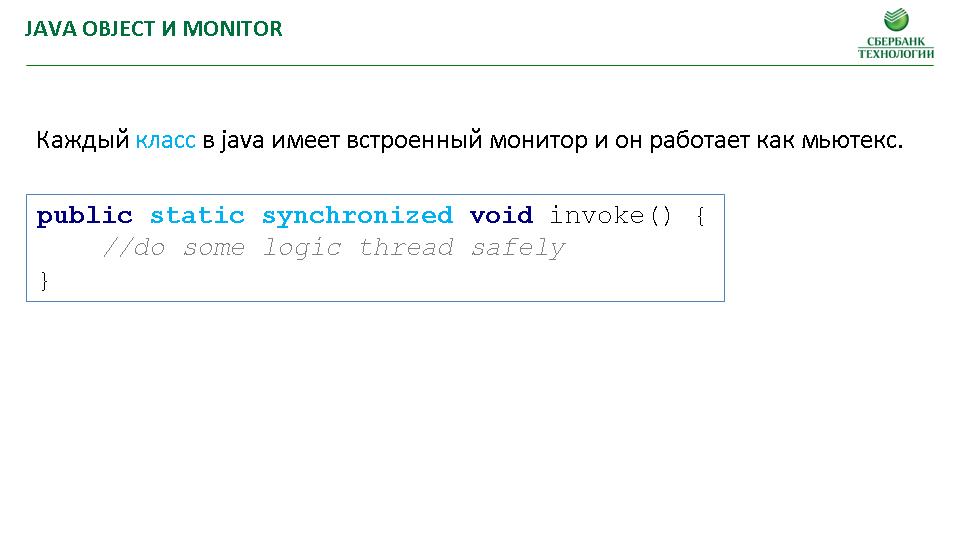 JAVA OBJECT И MONITOR
СБЕРБАНК
ТЕХНОЛОГИИ
Каждый класс в java имеет встроенный монитор и он работает как мьютекс.
public static synchronized void invoke() {
    //do some logic thread safely
}